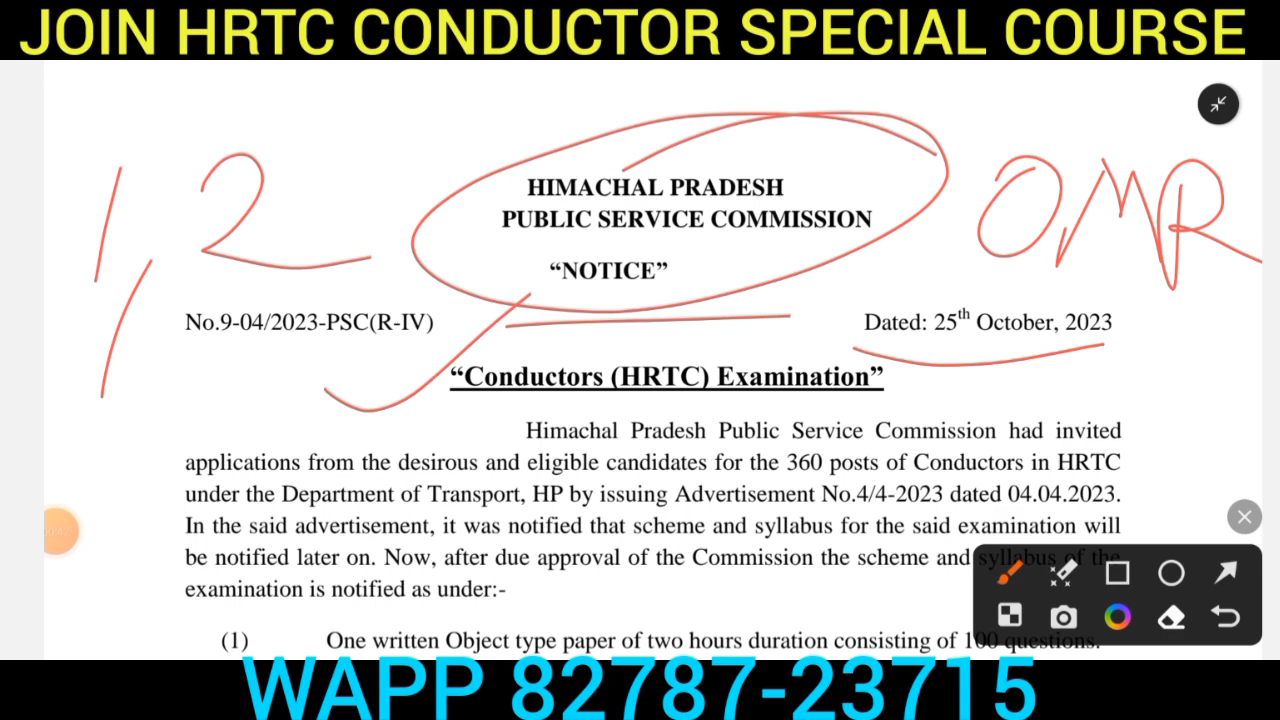 JOIN HRTC CONDUCTOR SPECIAL COURSE
1, 2
OMR
HIMACHAL PRADESH
PUBLIC SERVICE COMMISSION
“NOTICE”
No.9-04/2023-PSC(R-IV) Dated: 25th October, 2023
“Conductors (HRTC) Examination”
Himachal Pradesh Public Service Commission had invited
applications from the desirous and eligible candidates for the 360 posts of Conductors in HRTC
under the Department of Transport, HP by issuing Advertisement No.4/4-2023 dated 04.04.2023.
In the said advertisement, it was notified that scheme and syllabus for the said examination will
be notified later on. Now, after due approval of the Commission the scheme and syllabus of the
examination is notified as under:-
(1) One written Object type paper of two hours duration consisting of 100 questions.
WAPP 82787-23715